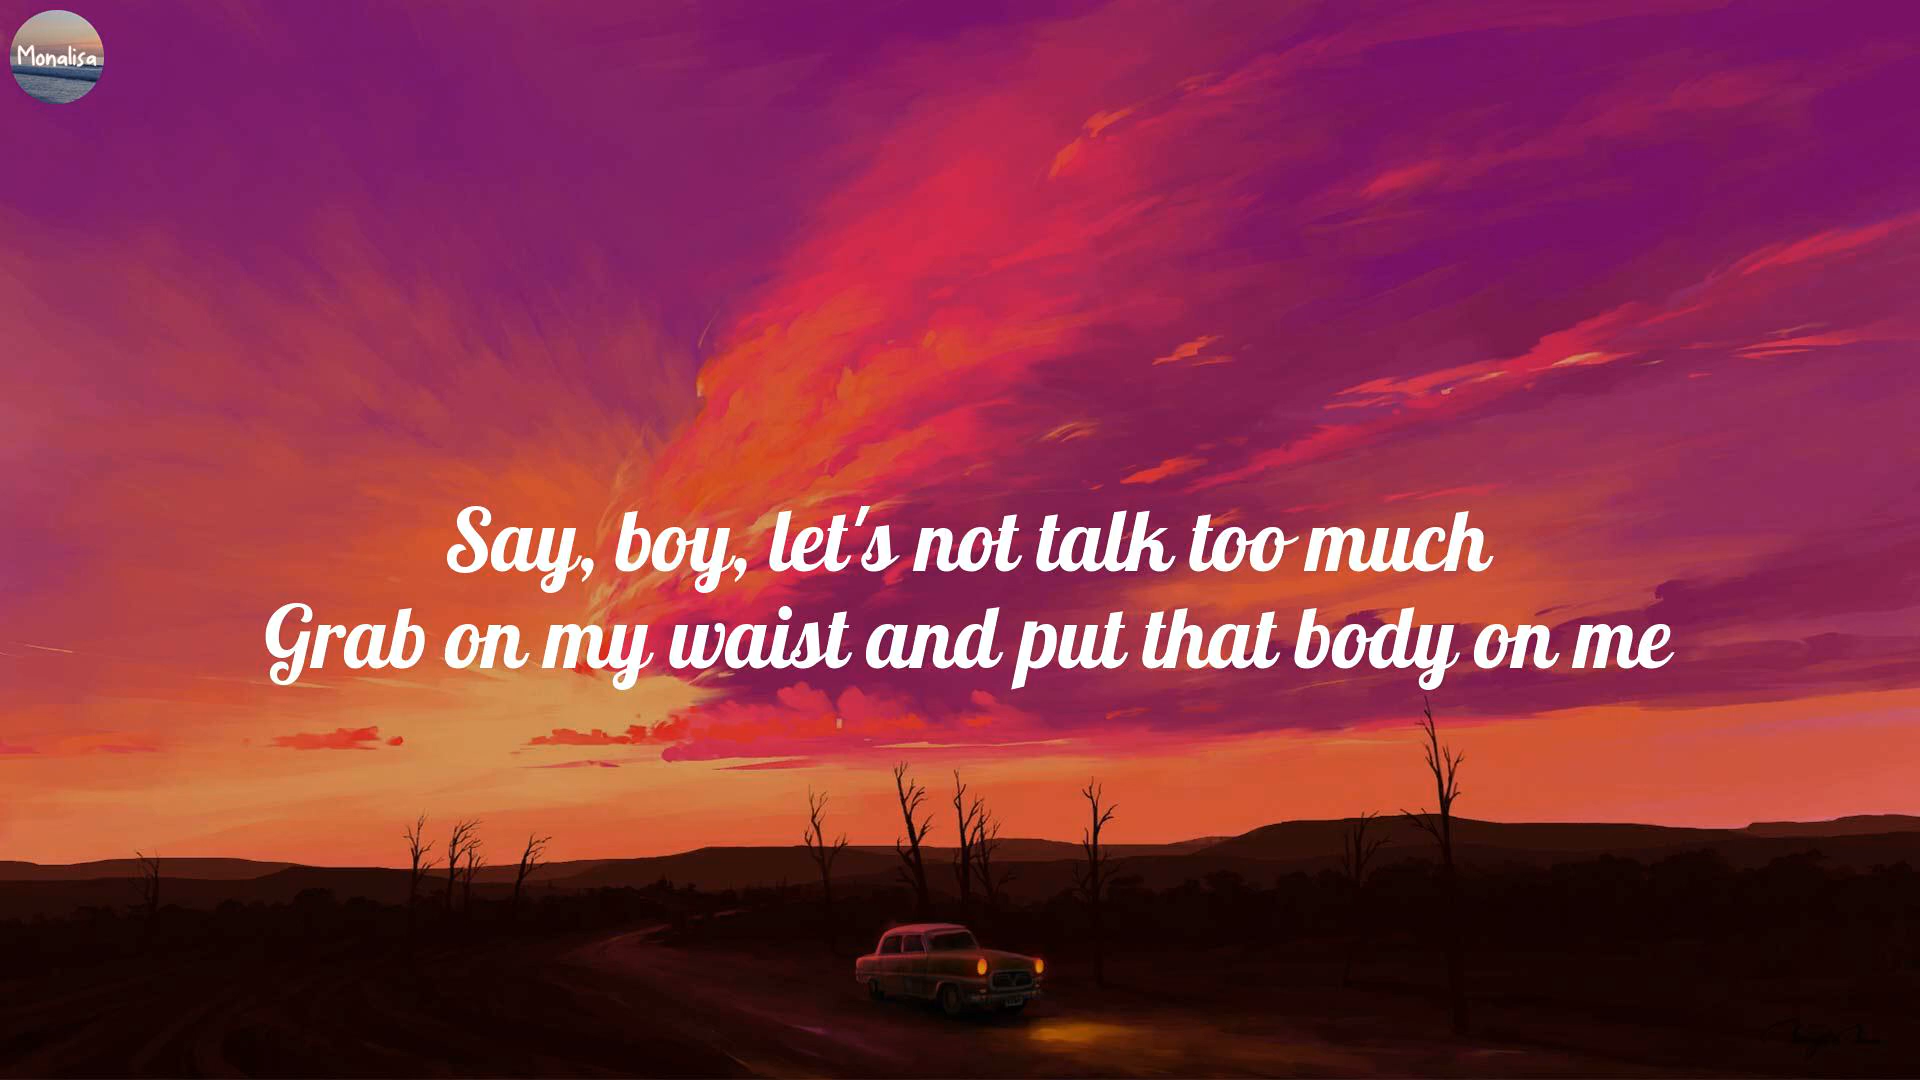 Monalisa
Say, boy, let's not talk too much
Grab on my waist and put that body on me